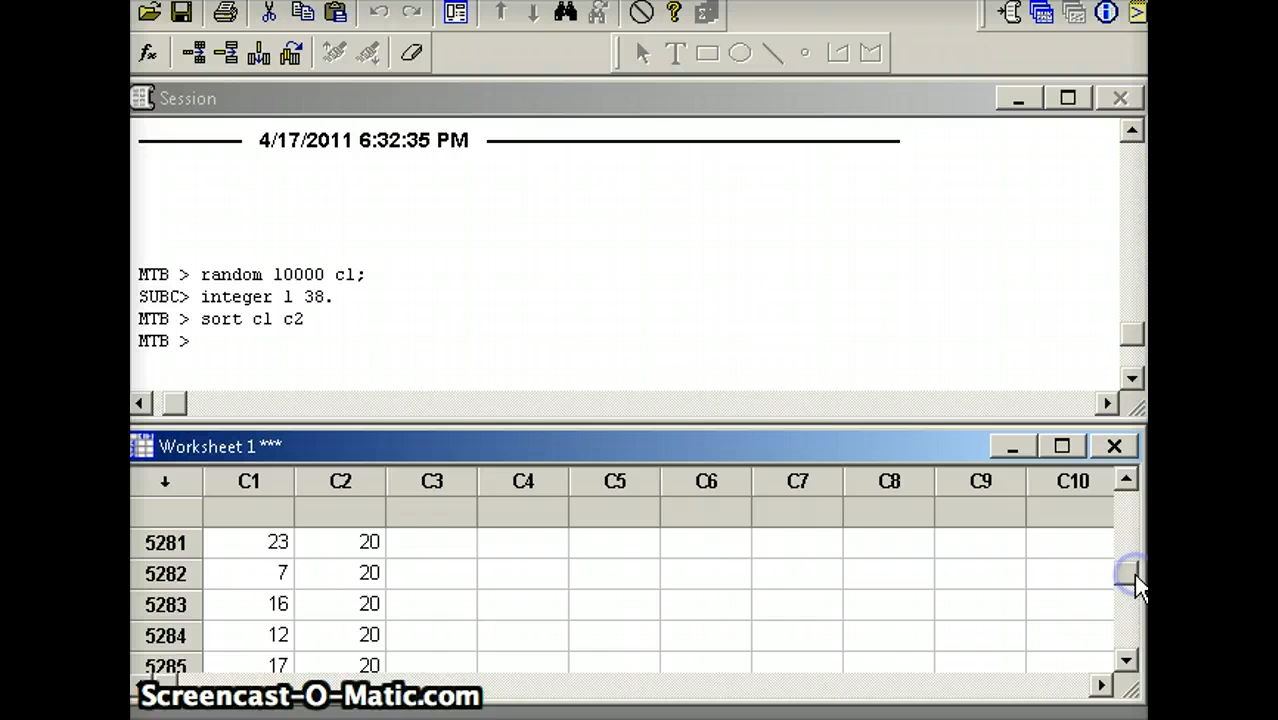 Session
4/17/2011 6:32:35 PM
MTB > random 10000 c1;
SUBC> integer 1 38.
MTB > sort c1 c2
MTB >
Worksheet 1 ***
C1 C2 C3 C4 C5 C6 C7 C8 C9 C10
5281 23 20
5282 7 20
5283 16 20
5284 12 20
5285 17 20
Screencast-O-Matic.com